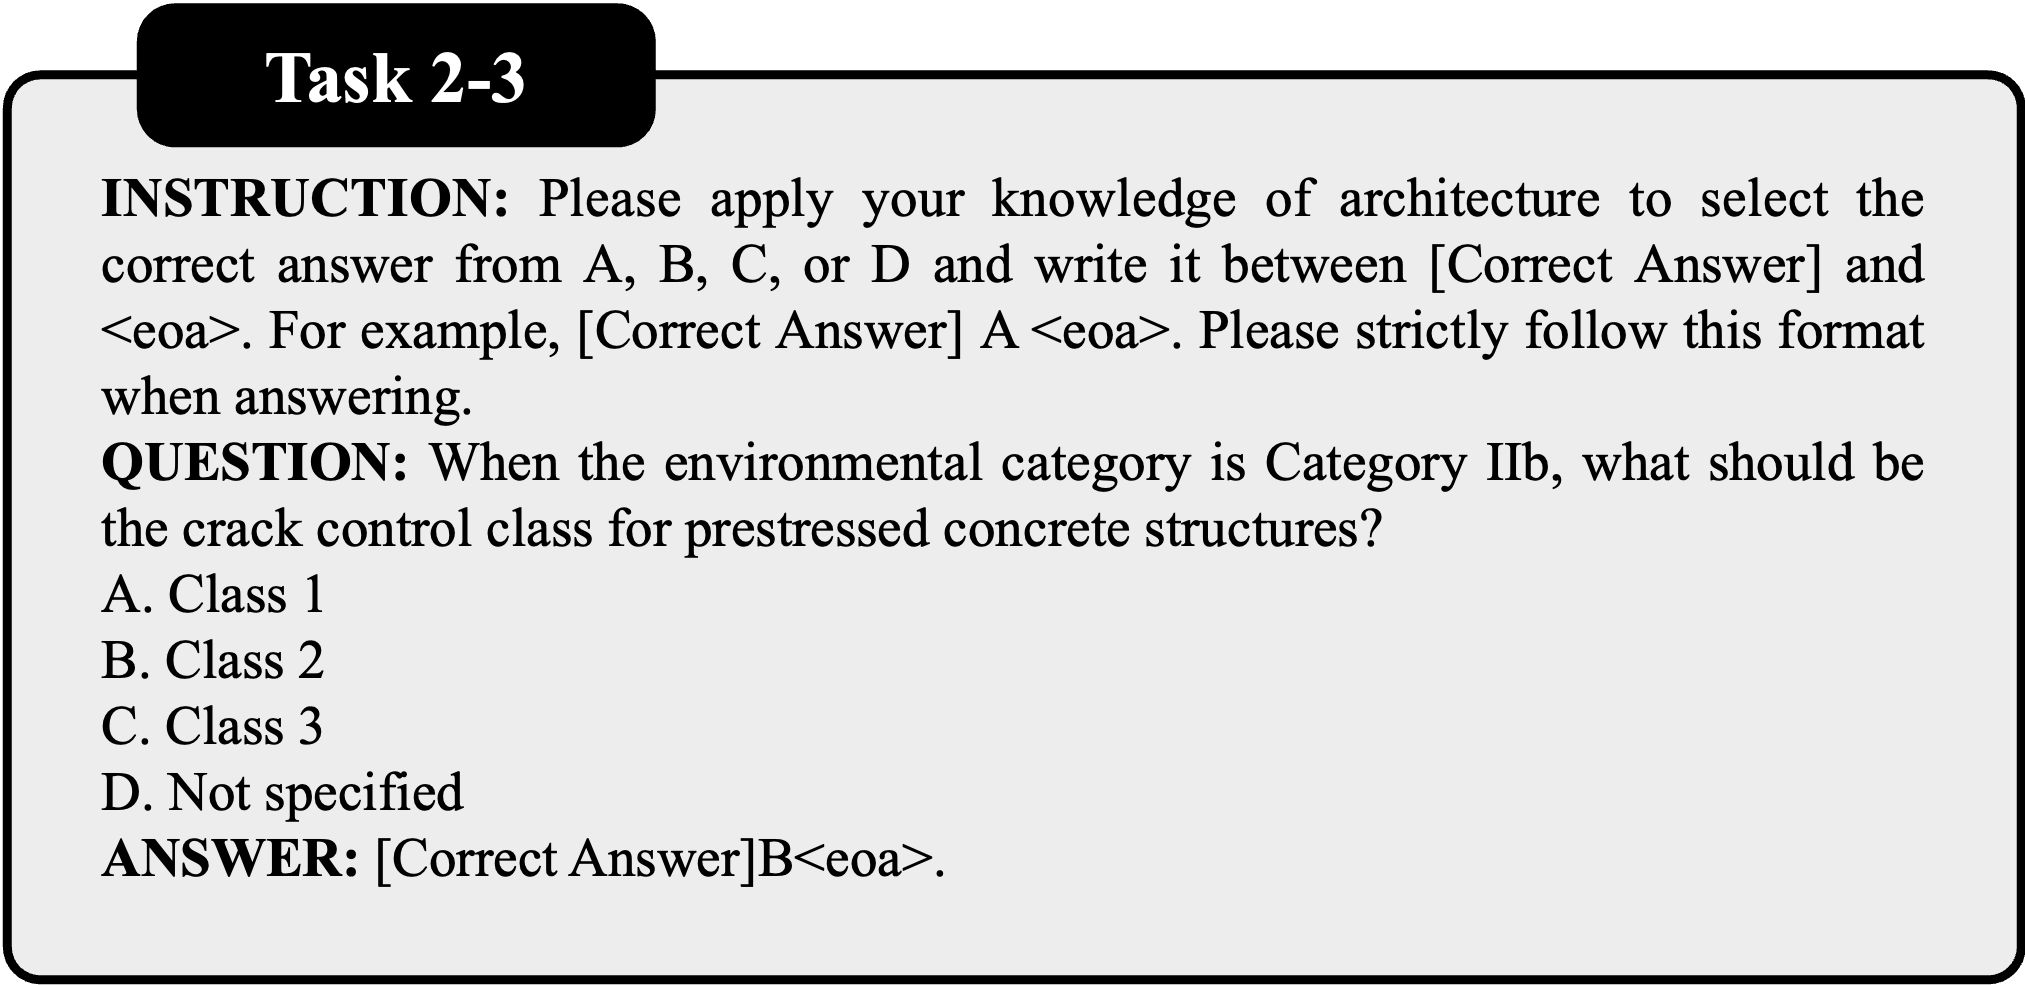 Task 2-3
INSTRUCTION: Please apply your knowledge of architecture to select the
correct answer from A, B, C, or D and write it between [Correct Answer] and
<eoa>. For example, [Correct Answer] A <eoa>. Please strictly follow this format
when answering.
QUESTION: When the environmental category is Category IIb, what should be
the crack control class for prestressed concrete structures?
A. Class 1
B. Class 2
C. Class 3
D. Not specified
ANSWER: [Correct Answer]B<eoa>.